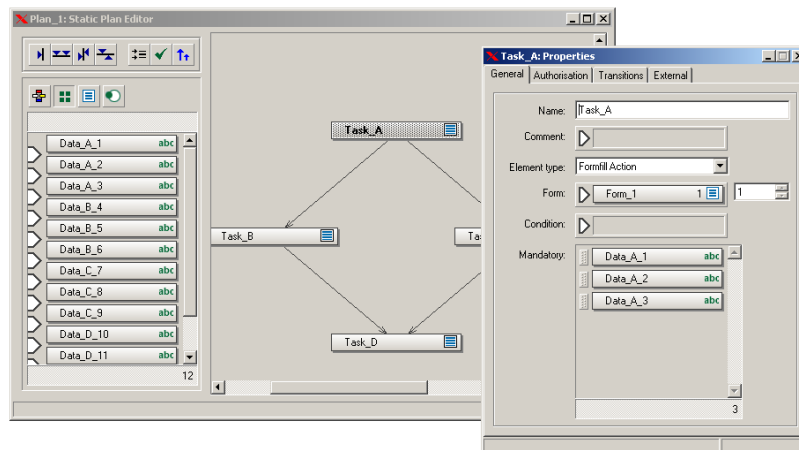 Plan_1: Static Plan Editor
Data_A_1 abc
Data_A_2 abc
Data_A_3 abc
Data_B_4 abc
Data_B_5 abc
Data_B_6 abc
Data_C_7 abc
Data_C_8 abc
Data_C_9 abc
Data_D_10 abc
Data_D_11 abc
12
Task_A
Task_B
Ta
Task_D
Task_A: Properties
General Authorisation Transitions External
Name: Task_A
Comment:
Element type: Formfill Action
Form: Form_1 1 1
Condition:
Mandatory: Data_A_1 abc
Data_A_2 abc
Data_A_3 abc
3